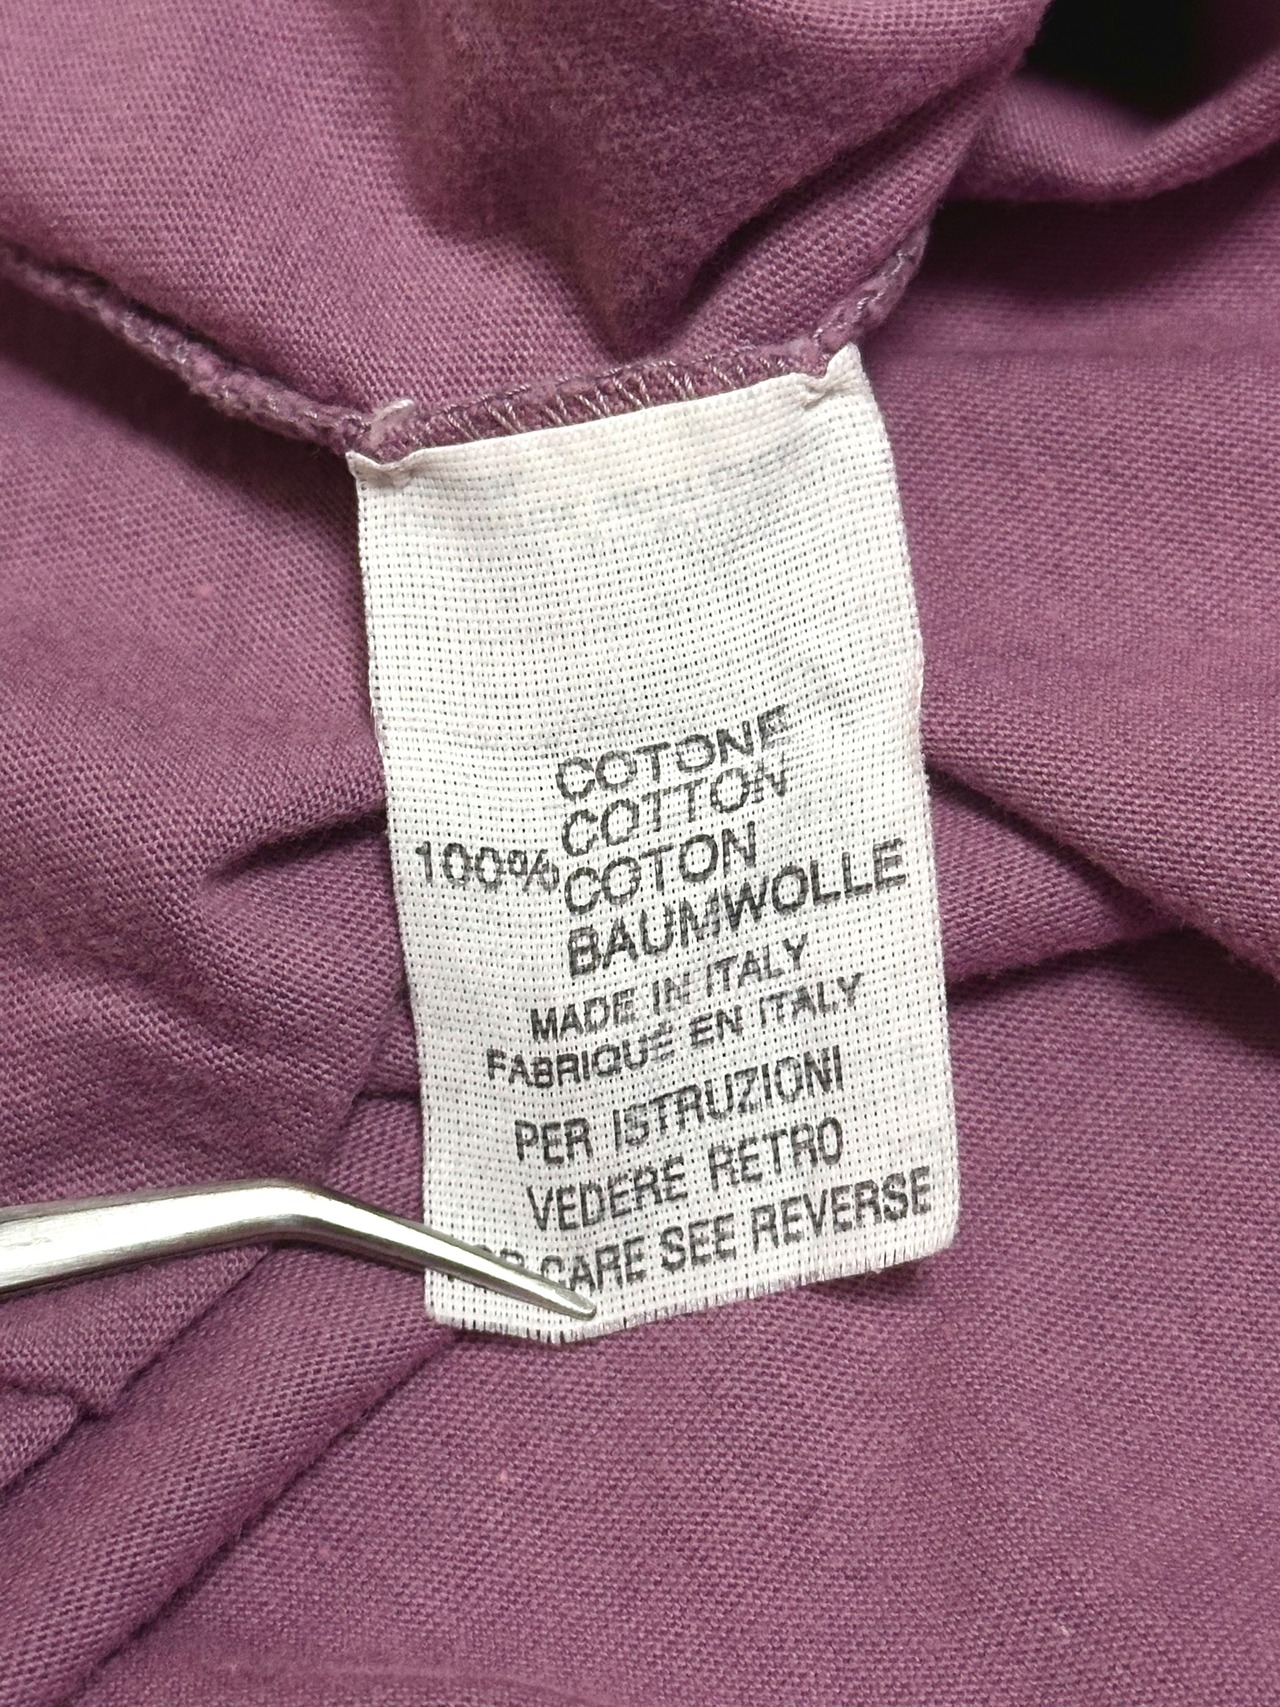 COTONE
COTTON
100% COTON
BAUMWOLLE
MADE IN ITALY
FABRIQUÉ EN ITALY
PER ISTRUZIONI
VEDERE RETRO
CARE SEE REVERSE